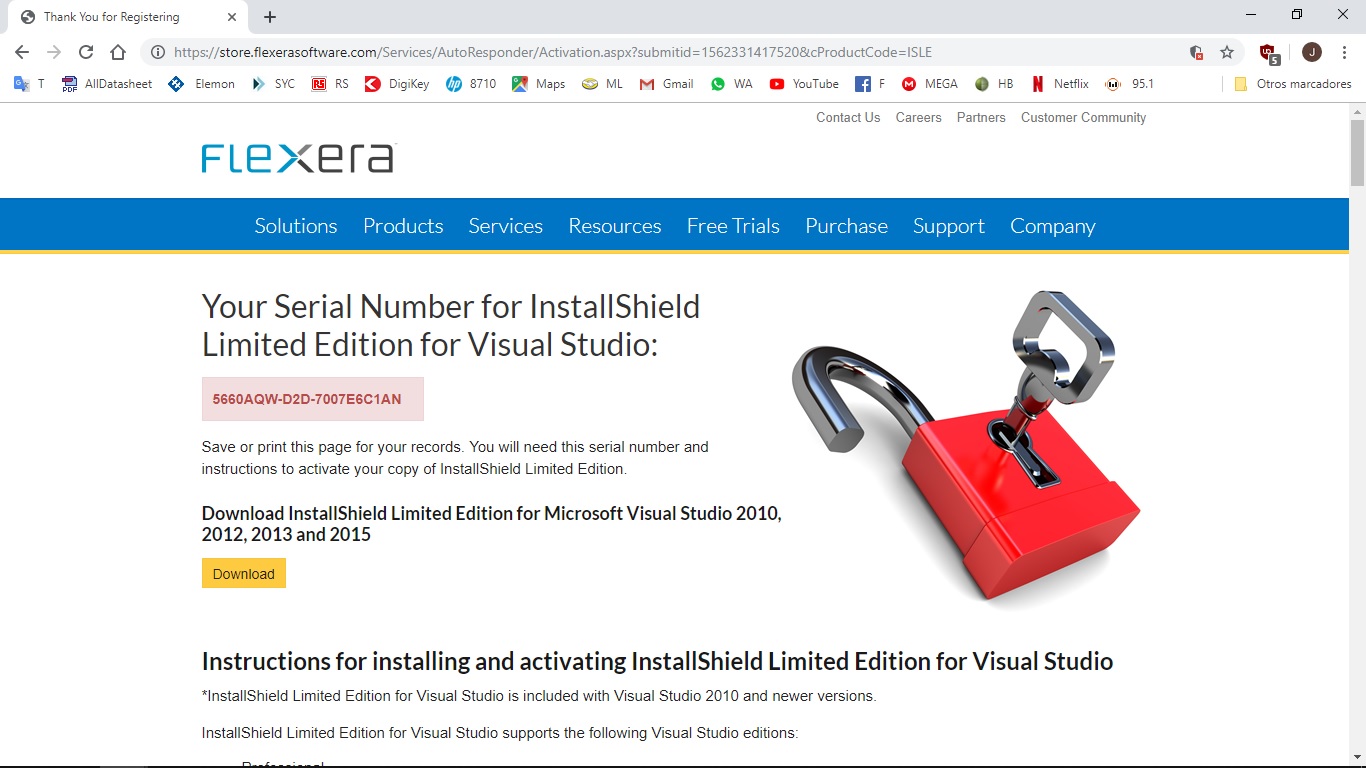 Thank You for Registering
https://store.flexerasoftware.com/Services/AutoResponder/Activation.aspx?submitid=1562331417520&cProductCode=ISLE
5
J
T AllDatasheet Elemon SYC RS DigiKey 8710 Maps ML Gmail WA YouTube F MEGA HB Netflix 95.1 Otros marcadores
Contact Us Careers Partners Customer Community
FLEXera
Solutions Products Services Resources Free Trials Purchase Support Company
Your Serial Number for InstallShield
Limited Edition for Visual Studio:
5660AQW-D2D-7007E6C1AN
Save or print this page for your records. You will need this serial number and
instructions to activate your copy of InstallShield Limited Edition.
Download InstallShield Limited Edition for Microsoft Visual Studio 2010,
2012, 2013 and 2015
Download
Instructions for installing and activating InstallShield Limited Edition for Visual Studio
*InstallShield Limited Edition for Visual Studio is included with Visual Studio 2010 and newer versions.
InstallShield Limited Edition for Visual Studio supports the following Visual Studio editions:
Professional